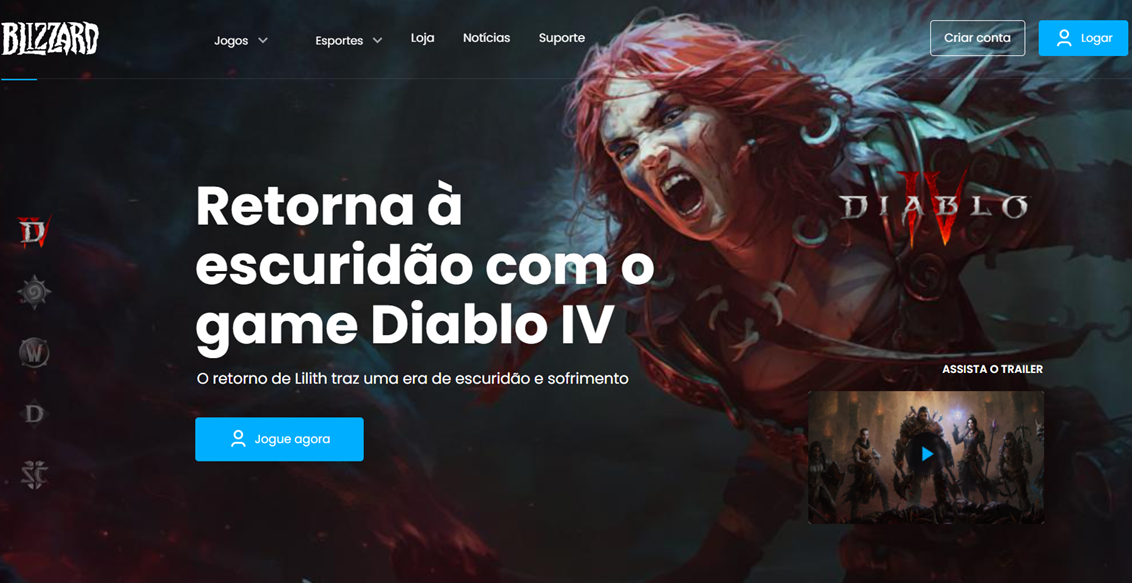 BLIZZARD
Jogos
Esportes
Loja
Notícias
Suporte
Criar conta
Logar
Retorna à
escuridão com o
game Diablo IV
O retorno de Lilith traz uma era de escuridão e sofrimento
Jogue agora
DIABLO
IV
ASSISTA O TRAILER
D
W
D
SC